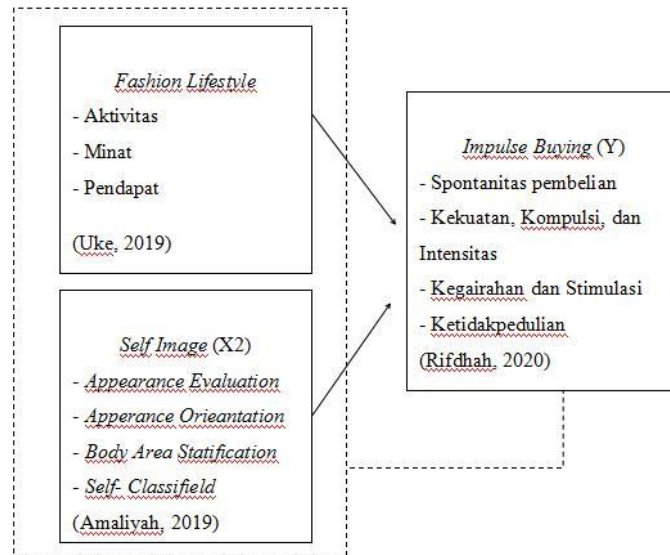 Fashion Lifestyle
- Aktivitas
- Minat
- Pendapat
(Uke, 2019)
Self Image (X2)
- Appearance Evaluation
- Apperance Orieantation
- Body Area Statification
- Self- Classifield
(Amaliyah, 2019)
Impulse Buying (Y)
- Spontanitas pembelian
- Kekuatan, Kompulsi, dan
Intensitas
- Kegairahan dan Stimulasi
- Ketidakpedulian
(Rifdhah, 2020)